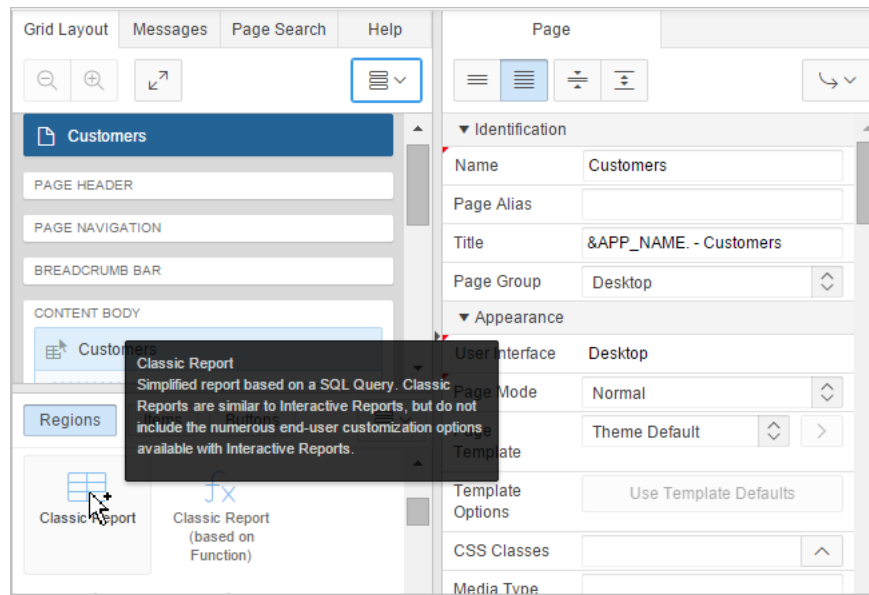 Grid Layout Messages Page Search Help
Customers
PAGE HEADER
PAGE NAVIGATION
BREADCRUMB BAR
CONTENT BODY
Customers
Classic Report
Simplified report based on a SQL Query. Classic
Reports are similar to Interactive Reports, but do not
include the numerous end-user customization options
available with Interactive Reports.
Regions Items Buttons
Classic Report
Classic Report
(based on
Function)
Page
Identification
Name Customers
Page Alias
Title &APP_NAME. - Customers
Page Group Desktop
Appearance
User Interface Desktop
Page Mode Normal
Page
Template Theme Default
Template
Options Use Template Defaults
CSS Classes
Media Type